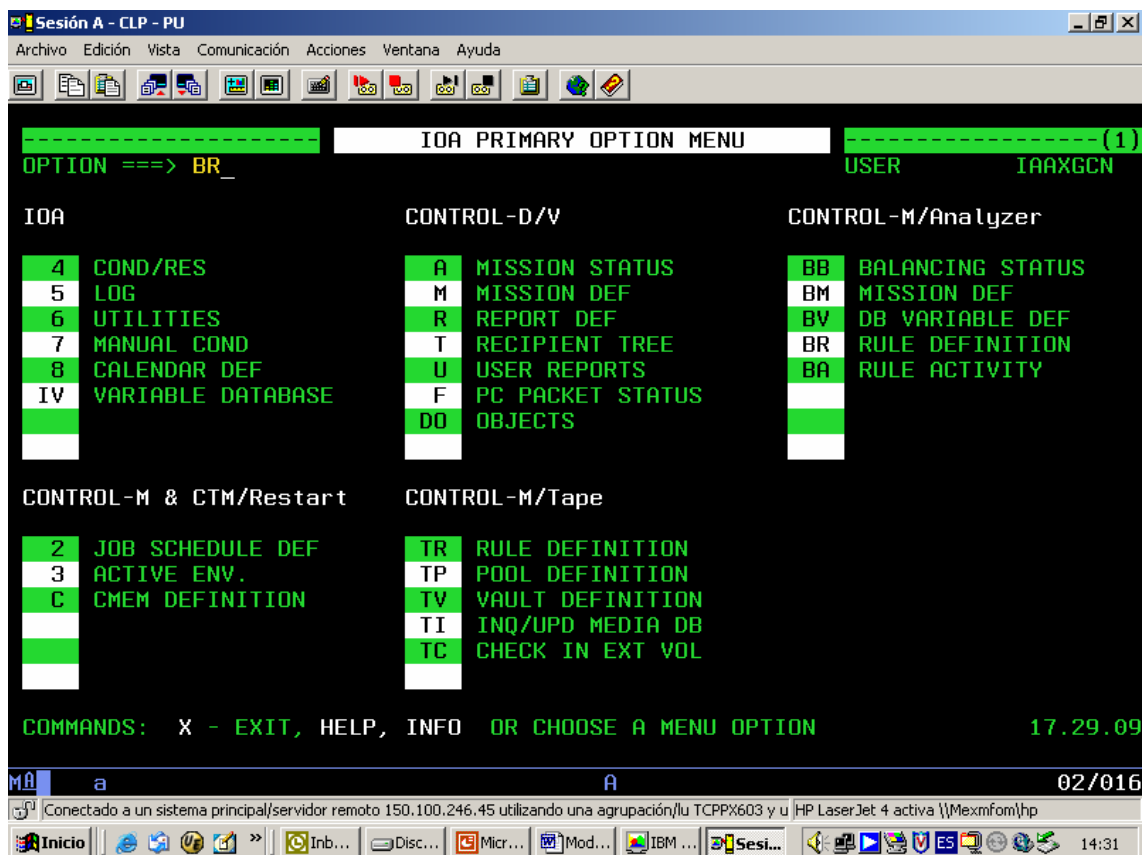 Sesión A - CLP - PU
Archivo Edición Vista Comunicación Acciones Ventana Ayuda
--------------------- IOA PRIMARY OPTION MENU ------------------(1)
OPTION ===> BR_ USER IAAXGCN
IOA CONTROL-D/V CONTROL-M/Analyzer
4 COND/RES A MISSION STATUS BB BALANCING STATUS
5 LOG M MISSION DEF BM MISSION DEF
6 UTILITIES R REPORT DEF BV DB VARIABLE DEF
7 MANUAL COND T RECIPIENT TREE BR RULE DEFINITION
8 CALENDAR DEF U USER REPORTS BA RULE ACTIVITY
IV VARIABLE DATABASE F PC PACKET STATUS
DO OBJECTS
CONTROL-M & CTM/Restart CONTROL-M/Tape
2 JOB SCHEDULE DEF TR RULE DEFINITION
3 ACTIVE ENV. TP POOL DEFINITION
C CMEM DEFINITION TV VAULT DEFINITION
TI INQ/UPD MEDIA DB
TC CHECK IN EXT VOL
COMMANDS: X - EXIT, HELP, INFO OR CHOOSE A MENU OPTION 17.29.09
MA a A 02/016
Conectado a un sistema principal/servidor remoto 150.100.246.45 utilizando una agrupación/lu TCPPX603 y u HP LaserJet 4 activa \\Mexmfom\hp
Inicio » Inb... Disc... Micr... Mod... IBM ... Sesi... ES 14:31